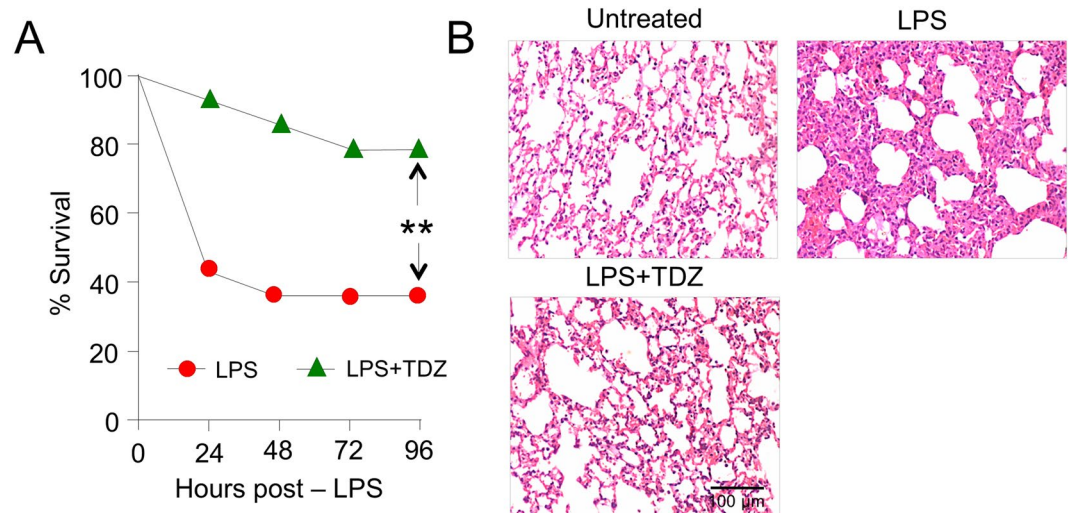 A
% Survival
100
80
60
40
20
0
**
LPS
LPS+TDZ
0 24 48 72 96
Hours post – LPS
B
Untreated
LPS
LPS+TDZ
100 µm